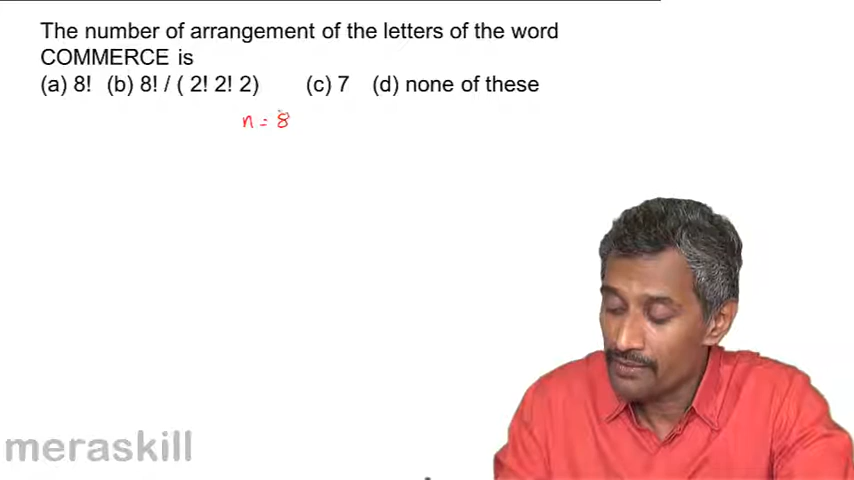 The number of arrangement of the letters of the word
COMMERCE is
(a) 8! (b) 8! / ( 2! 2! 2) (c) 7 (d) none of these
n = 8
meraskill